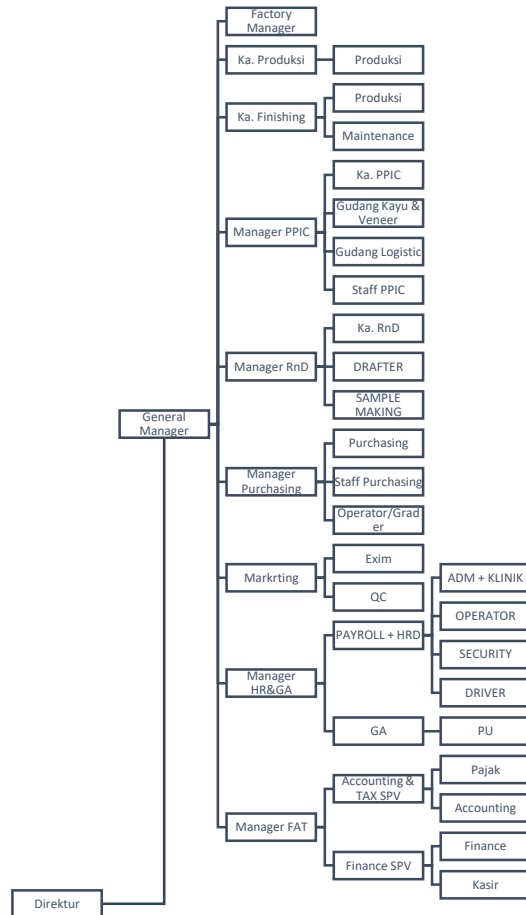 Factory
Manager
Ka. Produksi
Produksi
Ka. Finishing
Produksi
Maintenance
Manager PPIC
Ka. PPIC
Gudang Kayu &
Veneer
Gudang Logistic
Staff PPIC
Manager RnD
Ka. RnD
DRAFTER
SAMPLE
MAKING
General
Manager
Manager
Purchasing
Purchasing
Staff Purchasing
Operator/Grad
er
Markrting
Exim
QC
Manager
HR&GA
PAYROLL + HRD
ADM + KLINIK
OPERATOR
SECURITY
DRIVER
GA
PU
Manager FAT
Accounting &
TAX SPV
Pajak
Accounting
Finance SPV
Finance
Kasir
Direktur